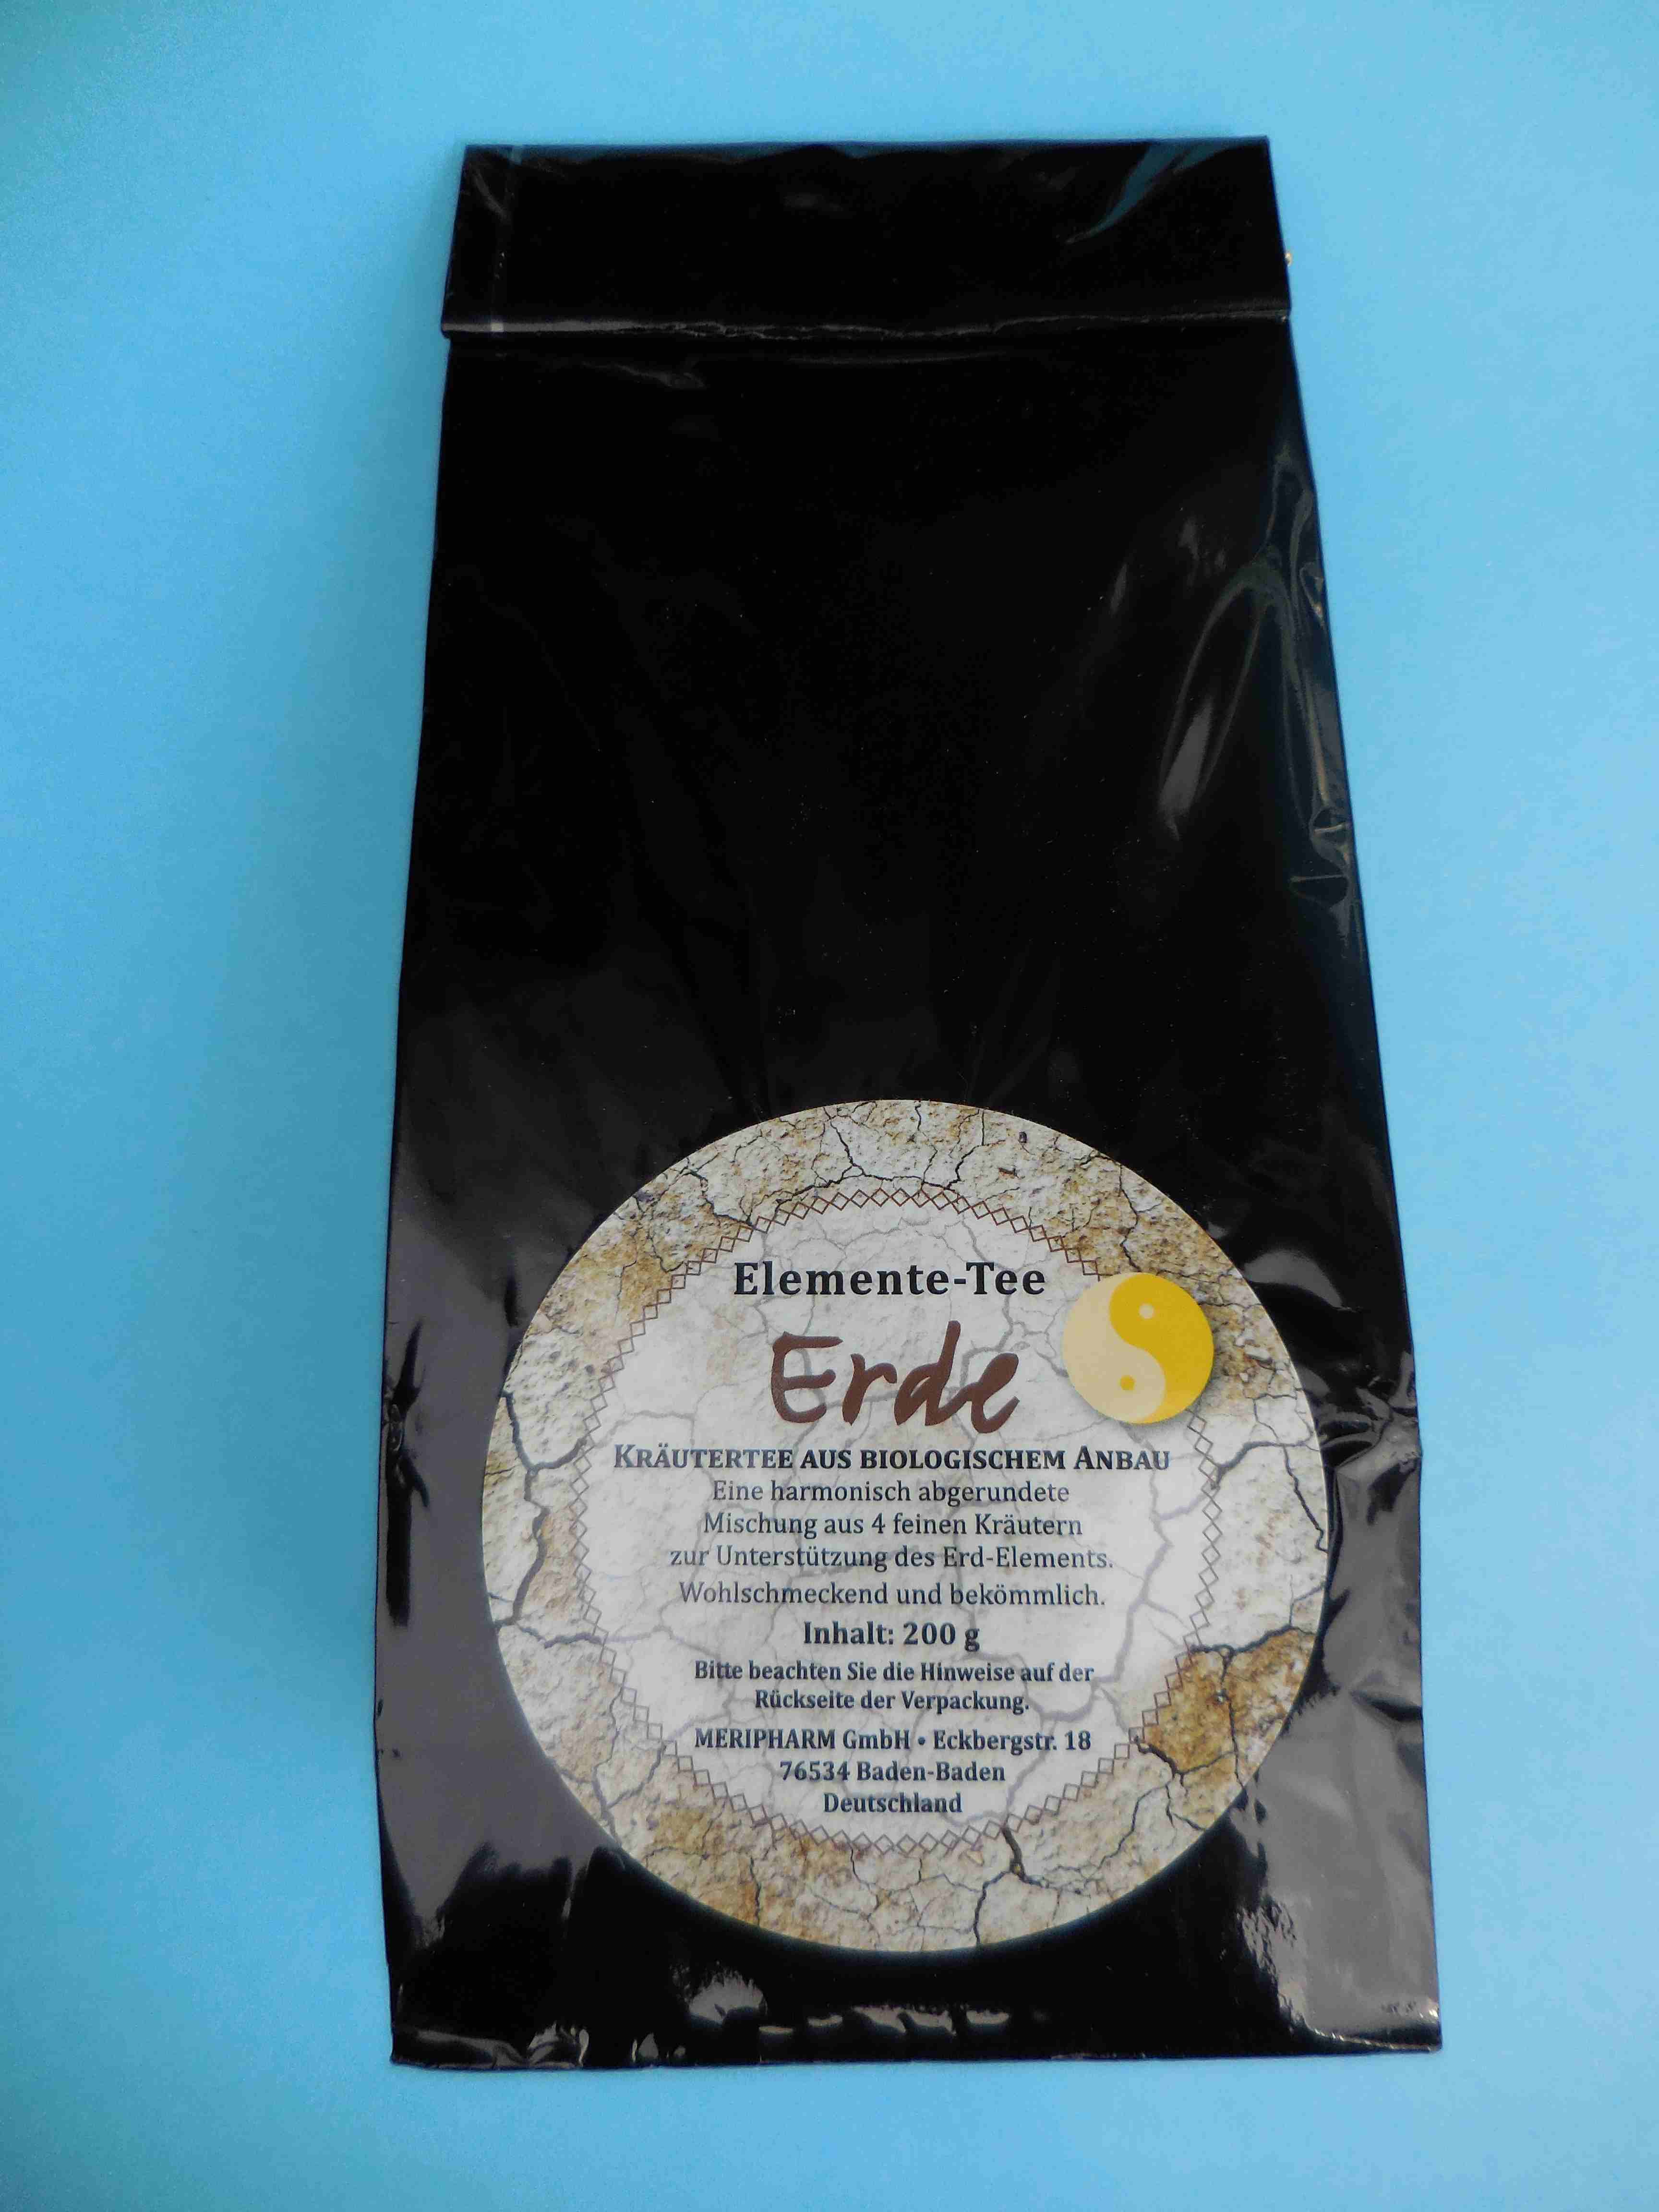 Elemente-Tee
Erde
KRÄUTERTEE AUS BIOLOGISCHEM ANBAU
Eine harmonisch abgerundete
Mischung aus 4 feinen Kräutern
zur Unterstützung des Erd-Elements.
Wohlschmeckend und bekömmlich.
Inhalt: 200 g
Bitte beachten Sie die Hinweise auf der
Rückseite der Verpackung.
MERIPHARM GmbH • Eckbergstr. 18
76534 Baden-Baden
Deutschland